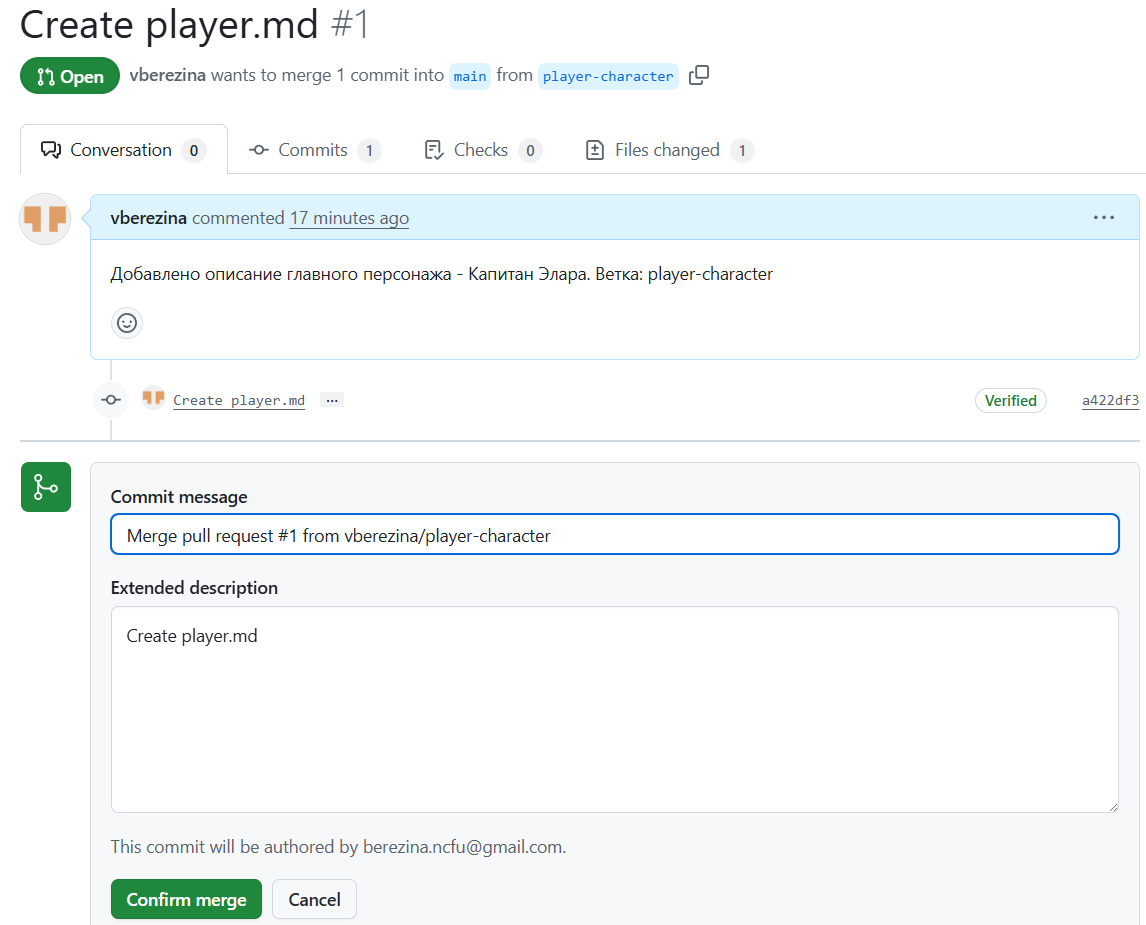 Create player.md #1
Open vberezina wants to merge 1 commit into main from player-character
Conversation 0 Commits 1 Checks 0 Files changed 1
vberezina commented 17 minutes ago ...
Добавлено описание главного персонажа - Капитан Элара. Ветка: player-character
Create player.md ... Verified a422df3
Commit message
Merge pull request #1 from vberezina/player-character
Extended description
Create player.md
This commit will be authored by berezina.ncfu@gmail.com.
Confirm merge Cancel